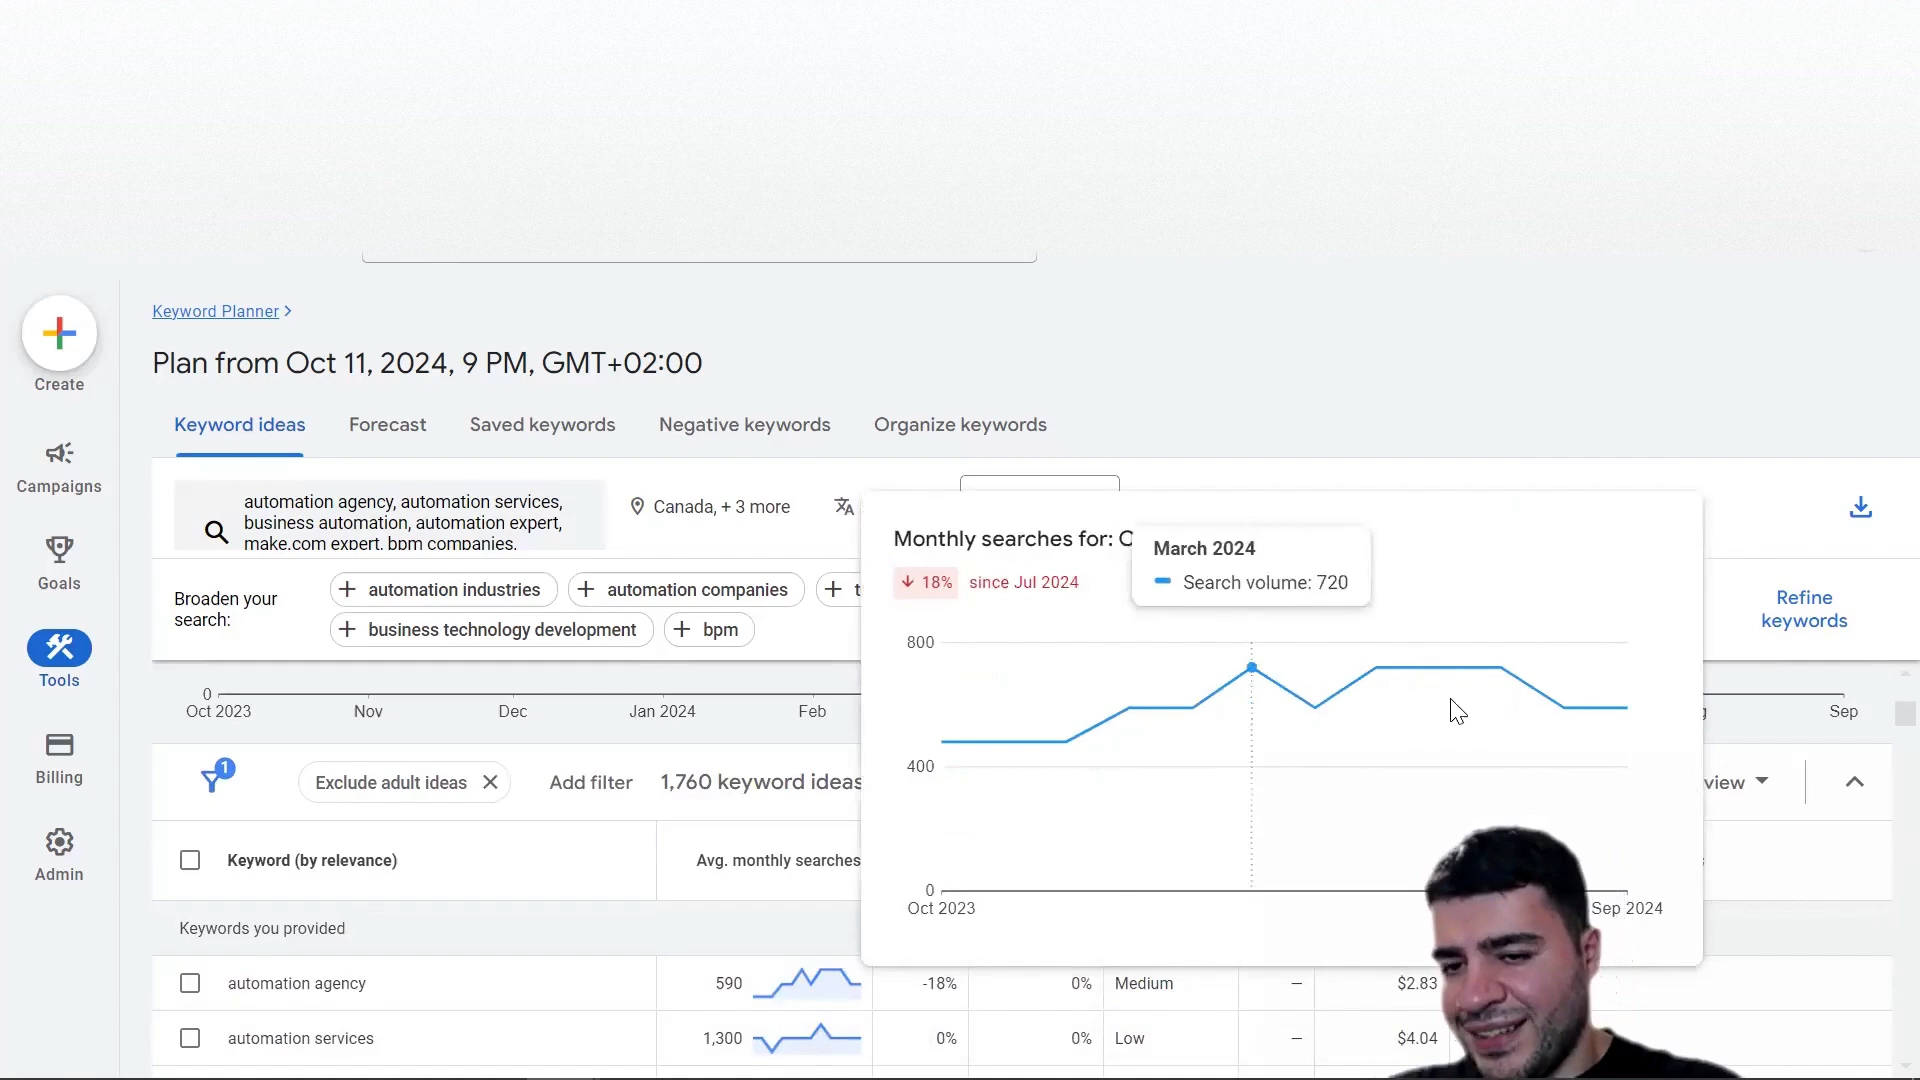 Keyword Planner
Plan from Oct 11, 2024, 9 PM, GMT+02:00
Create
Campaigns
Goals
Tools
Billing
Admin
Keyword ideas
Forecast
Saved keywords
Negative keywords
Organize keywords
automation agency, automation services,
business automation, automation expert,
make.com expert, bpm companies,
Canada, + 3 more
Broaden your
search:
automation industries
automation companies
business technology development
bpm
Refine
keywords
Monthly searches for:
18% since Jul 2024
March 2024
Search volume: 720
800
400
0
Oct 2023
Sep 2024
0
Oct 2023
Nov
Dec
Jan 2024
Feb
Sep
1
Exclude adult ideas
Add filter
1,760 keyword ideas
view
Keyword (by relevance)
Avg. monthly searches
Keywords you provided
automation agency 590 -18% 0% Medium – $2.83
automation services 1,300 0% 0% Low – $4.04